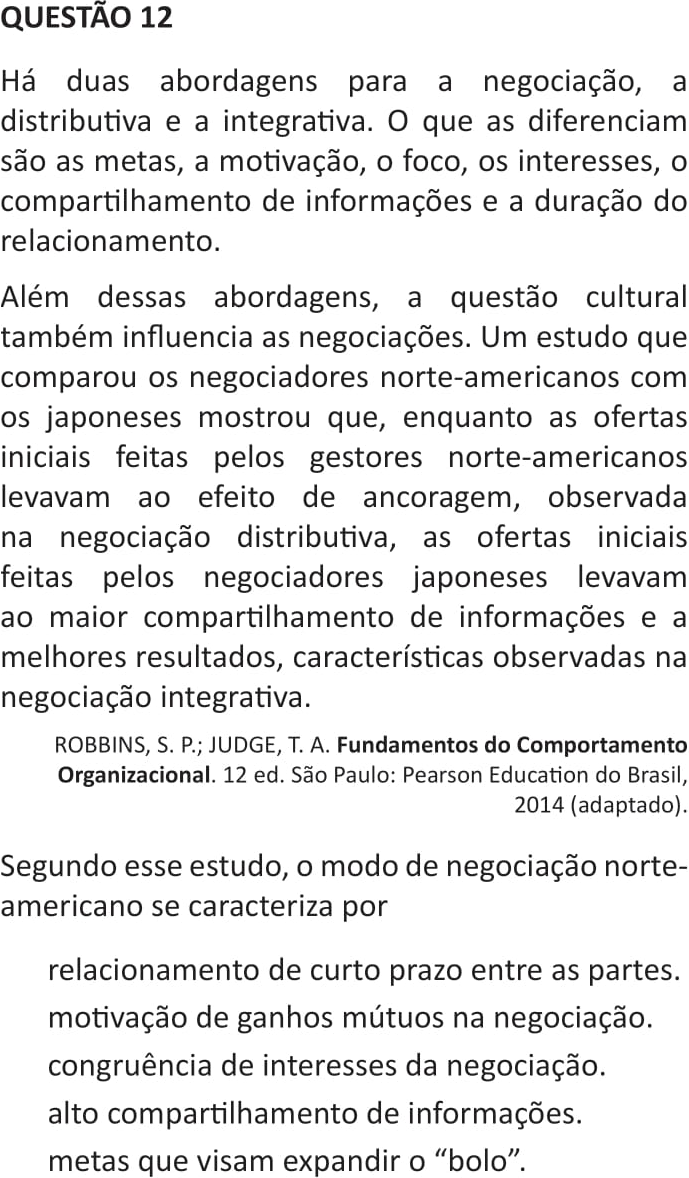 QUESTÃO 12
Há duas abordagens para a negociação, a
distributiva e a integrativa. O que as diferenciam
são as metas, a motivação, o foco, os interesses, o
compartilhamento de informações e a duração do
relacionamento.
Além dessas abordagens, a questão cultural
também influencia as negociações. Um estudo que
comparou os negociadores norte-americanos com
os japoneses mostrou que, enquanto as ofertas
iniciais feitas pelos gestores norte-americanos
levavam ao efeito de ancoragem, observada
na negociação distributiva, as ofertas iniciais
feitas pelos negociadores japoneses levavam
ao maior compartilhamento de informações e a
melhores resultados, características observadas na
negociação integrativa.
ROBBINS, S. P.; JUDGE, T. A. Fundamentos do Comportamento
Organizacional. 12 ed. São Paulo: Pearson Education do Brasil,
2014 (adaptado).
Segundo esse estudo, o modo de negociação norte-
americano se caracteriza por
relacionamento de curto prazo entre as partes.
motivação de ganhos mútuos na negociação.
congruência de interesses da negociação.
alto compartilhamento de informações.
metas que visam expandir o “bolo”.